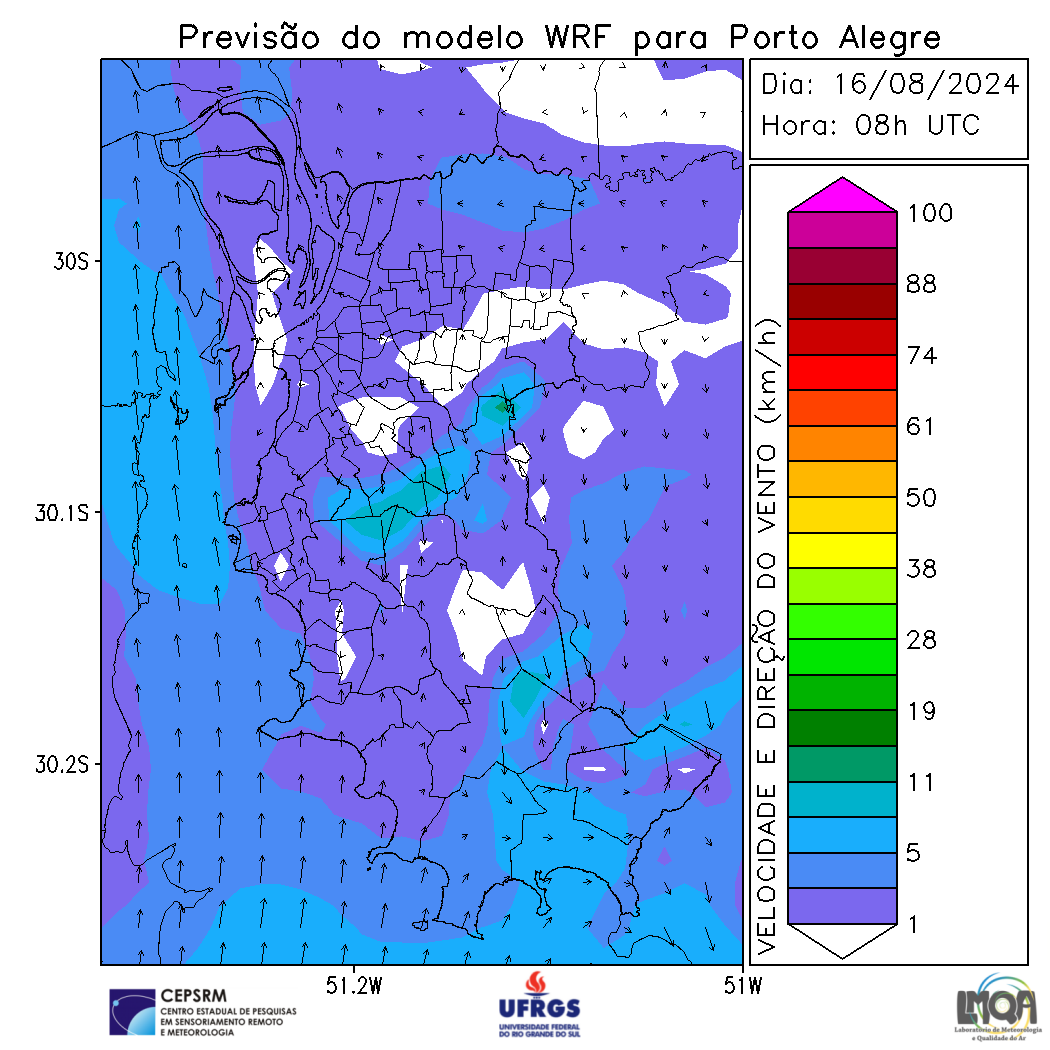 Previsão do modelo WRF para Porto Alegre
Dia: 16/08/2024
Hora: 08h UTC
30S
30.1S
30.2S
51.2W
51W
VELOCIDADE E DIREÇÃO DO VENTO (km/h)
100
88
74
61
50
38
28
19
11
5
1
CEPSRM
CENTRO ESTADUAL DE PESQUISAS
EM SENSORIAMENTO REMOTO
E METEOROLOGIA
UFRGS
UNIVERSIDADE FEDERAL
DO RIO GRANDE DO SUL
LMQA
Laboratório de Meteorologia
e Qualidade do Ar